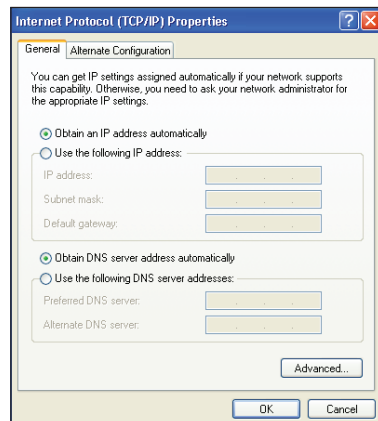 Internet Protocol (TCP/IP) Properties
General
Alternate Configuration
You can get IP settings assigned automatically if your network supports
this capability. Otherwise, you need to ask your network administrator for
the appropriate IP settings.
Obtain an IP address automatically
Use the following IP address:
IP address:
Subnet mask:
Default gateway:
Obtain DNS server address automatically
Use the following DNS server addresses:
Preferred DNS server:
Alternate DNS server:
Advanced...
OK
Cancel